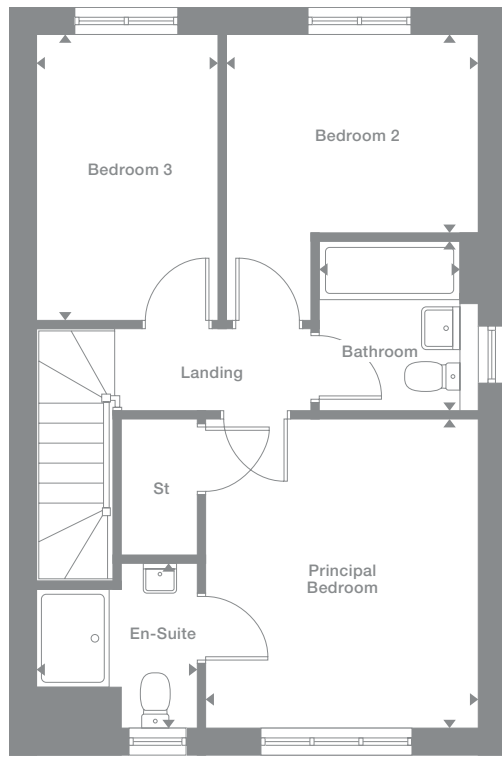 Bedroom 3
Bedroom 2
Bathroom
Landing
St
Principal
Bedroom
En-Suite